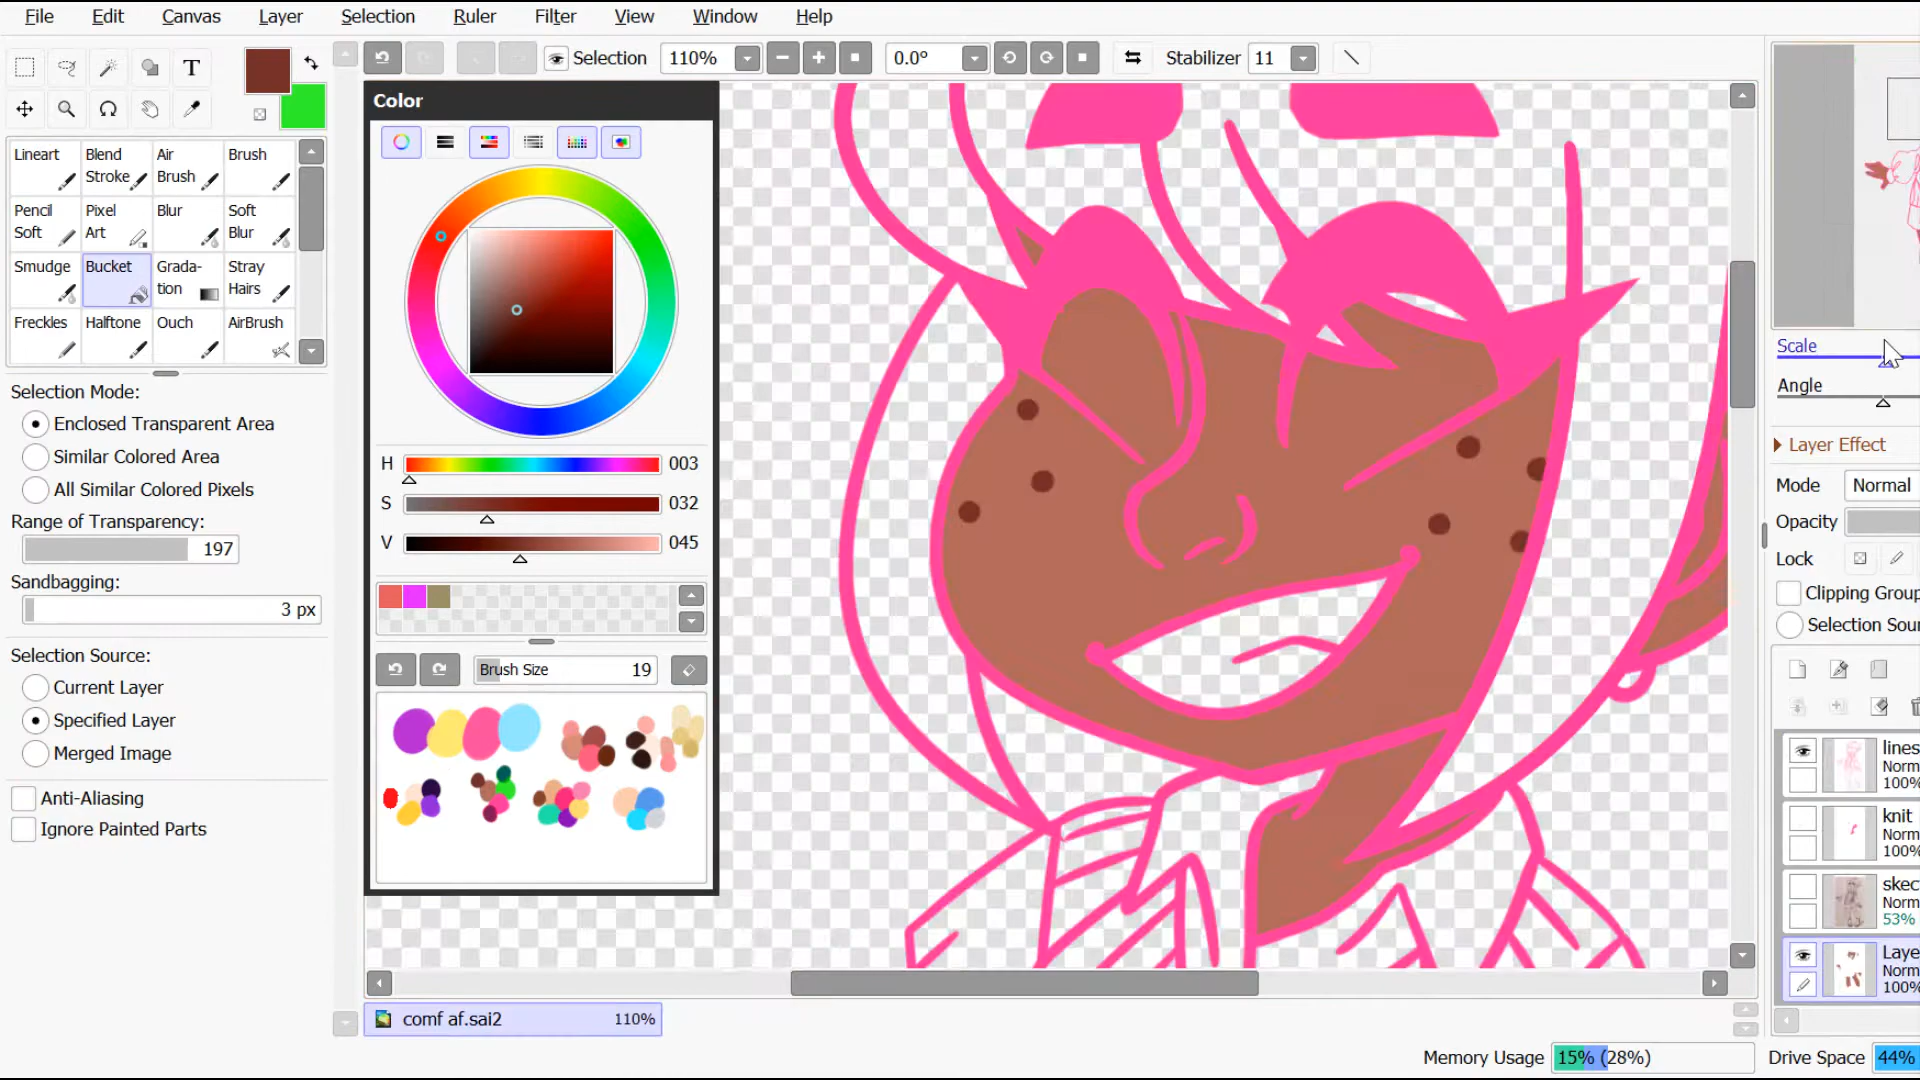 File Edit Canvas Layer Selection Ruler Filter View Window Help
T
Selection 110% 0.0° Stabilizer 11
Color
Lineart Blend Stroke Air Brush Brush
Pencil Soft Pixel Art Blur Soft Blur
Smudge Bucket Grada-tion Stray Hairs
Freckles Halftone Ouch AirBrush
Selection Mode:
Enclosed Transparent Area
Similar Colored Area
All Similar Colored Pixels
Range of Transparency:
197
Sandbagging:
3 px
Selection Source:
Current Layer
Specified Layer
Merged Image
Anti-Aliasing
Ignore Painted Parts
H 003
S 032
V 045
Brush Size 19
Scale
Angle
Layer Effect
Mode Normal
Opacity
Lock
Clipping Group
Selection Sour
lines
Norm
100%
knit
Norm
100%
skec
Norm
53%
Laye
Norm
100%
comf af.sai2 110%
Memory Usage 15% (28%) Drive Space 44%